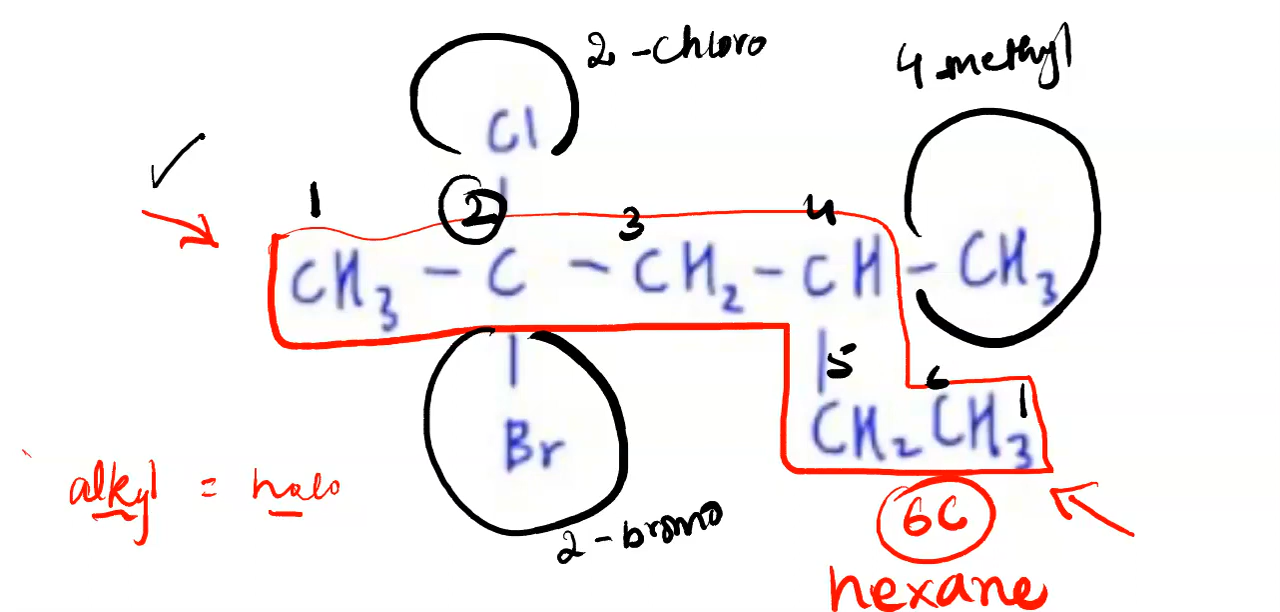 2-chloro
4-methyl
Cl
1
2
3
4
CH₃ - C - CH₂ - CH - CH₃
5
6
1
CH₂CH₃
Br
alkyl = halo
2-bromo
6C
hexane